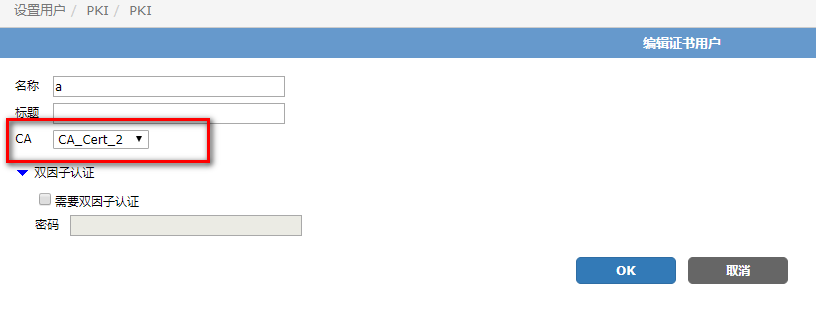 设置用户 / PKI / PKI
编辑证书用户
名称 a
标题
CA CA_Cert_2
双因子认证
需要双因子认证
密码
OK 取消